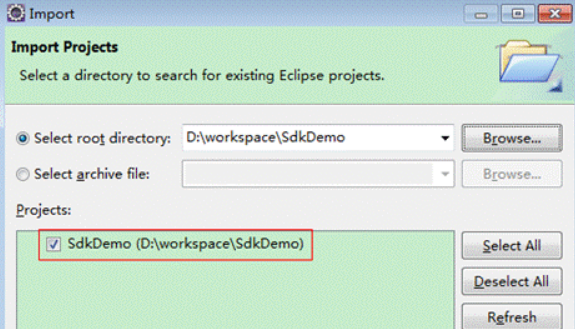 Import
Import Projects
Select a directory to search for existing Eclipse projects.
Select root directory: D:\workspace\SdkDemo Browse...
Select archive file: Browse...
Projects:
SdkDemo (D:\workspace\SdkDemo)
Select All
Deselect All
Refresh